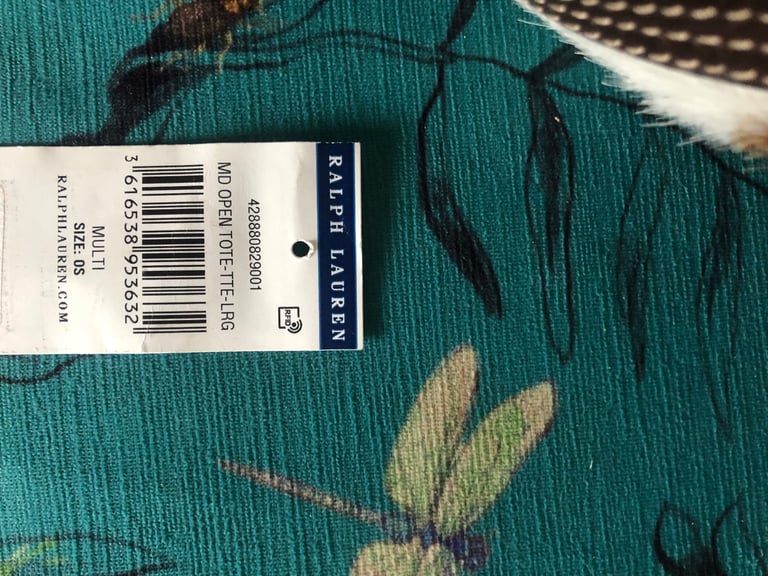 RALPH LAUREN
428880829001
RFID
MD OPEN TOTE-TTE-LRG
3 616538 953632
MULTI
SIZE: OS
RALPHLAUREN.COM